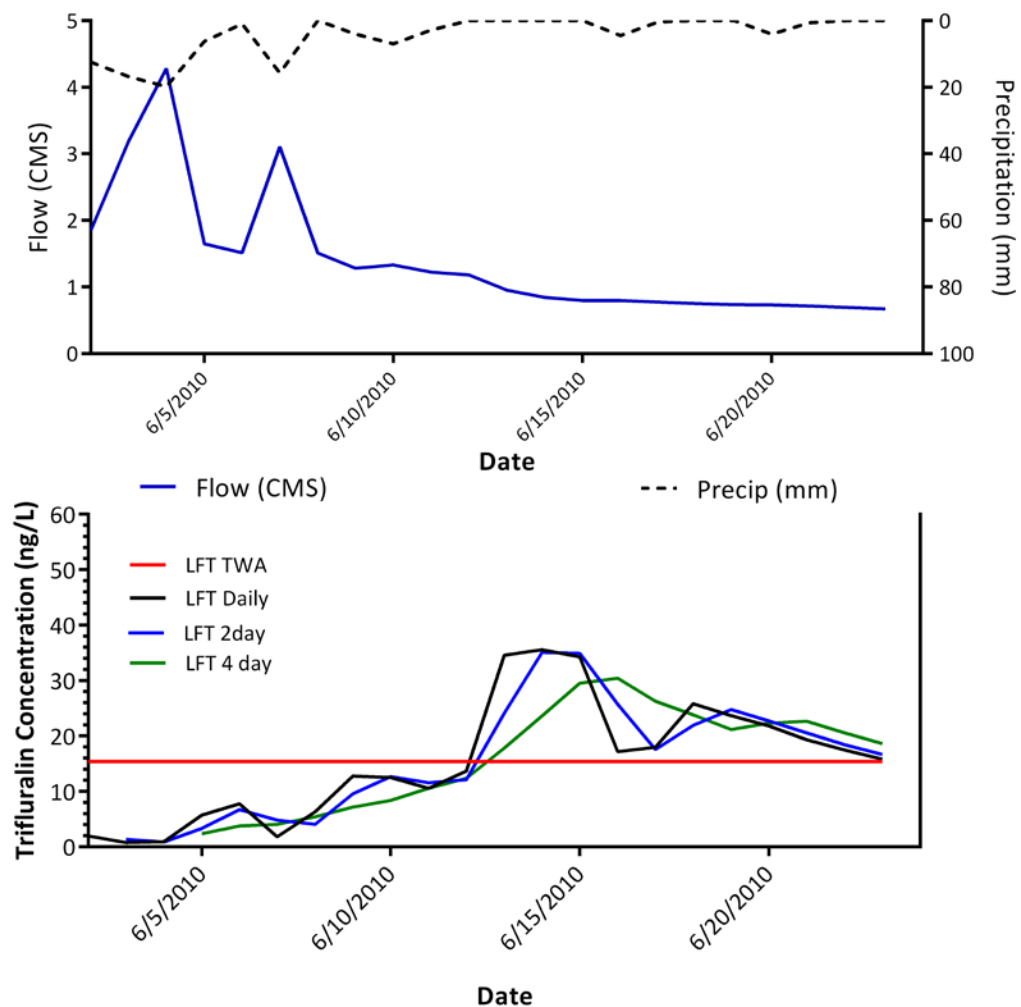 5
4
3
2
1
0
Flow (CMS)
0
20
40
60
80
100
Precipitation (mm)
6/5/2010
6/10/2010
6/15/2010
6/20/2010
Date
Flow (CMS)
Precip (mm)
60
50
40
30
20
10
0
Trifluralin Concentration (ng/L)
LFT TWA
LFT Daily
LFT 2day
LFT 4 day
6/5/2010
6/10/2010
6/15/2010
6/20/2010
Date